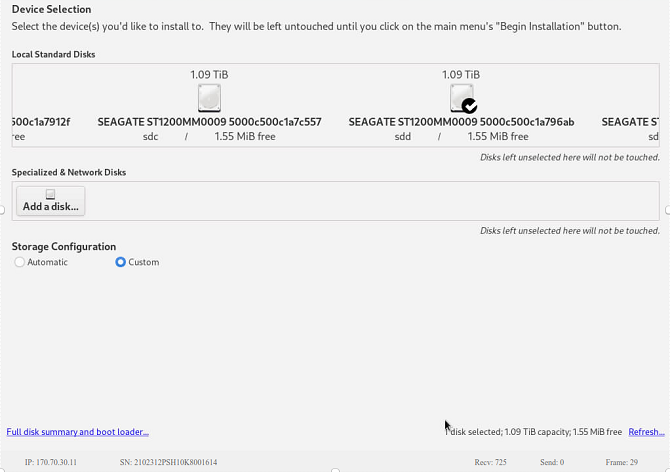 Device Selection
Select the device(s) you'd like to install to. They will be left untouched until you click on the main menu's "Begin Installation" button.
Local Standard Disks
1.09 TiB 1.09 TiB
500c1a7912f SEAGATE ST1200MM0009 5000c500c1a7c557 SEAGATE ST1200MM0009 5000c500c1a796ab SEAGATE S
ree sdc / 1.55 MiB free sdd / 1.55 MiB free sd
Disks left unselected here will not be touched.
Specialized & Network Disks
Add a disk...
Disks left unselected here will not be touched.
Storage Configuration
Automatic Custom
Full disk summary and boot loader... 1 disk selected; 1.09 TiB capacity; 1.55 MiB free Refresh...
IP: 170.70.30.11 SN: 2102312PSH10K8001614 Recv: 725 Send: 0 Frame: 29